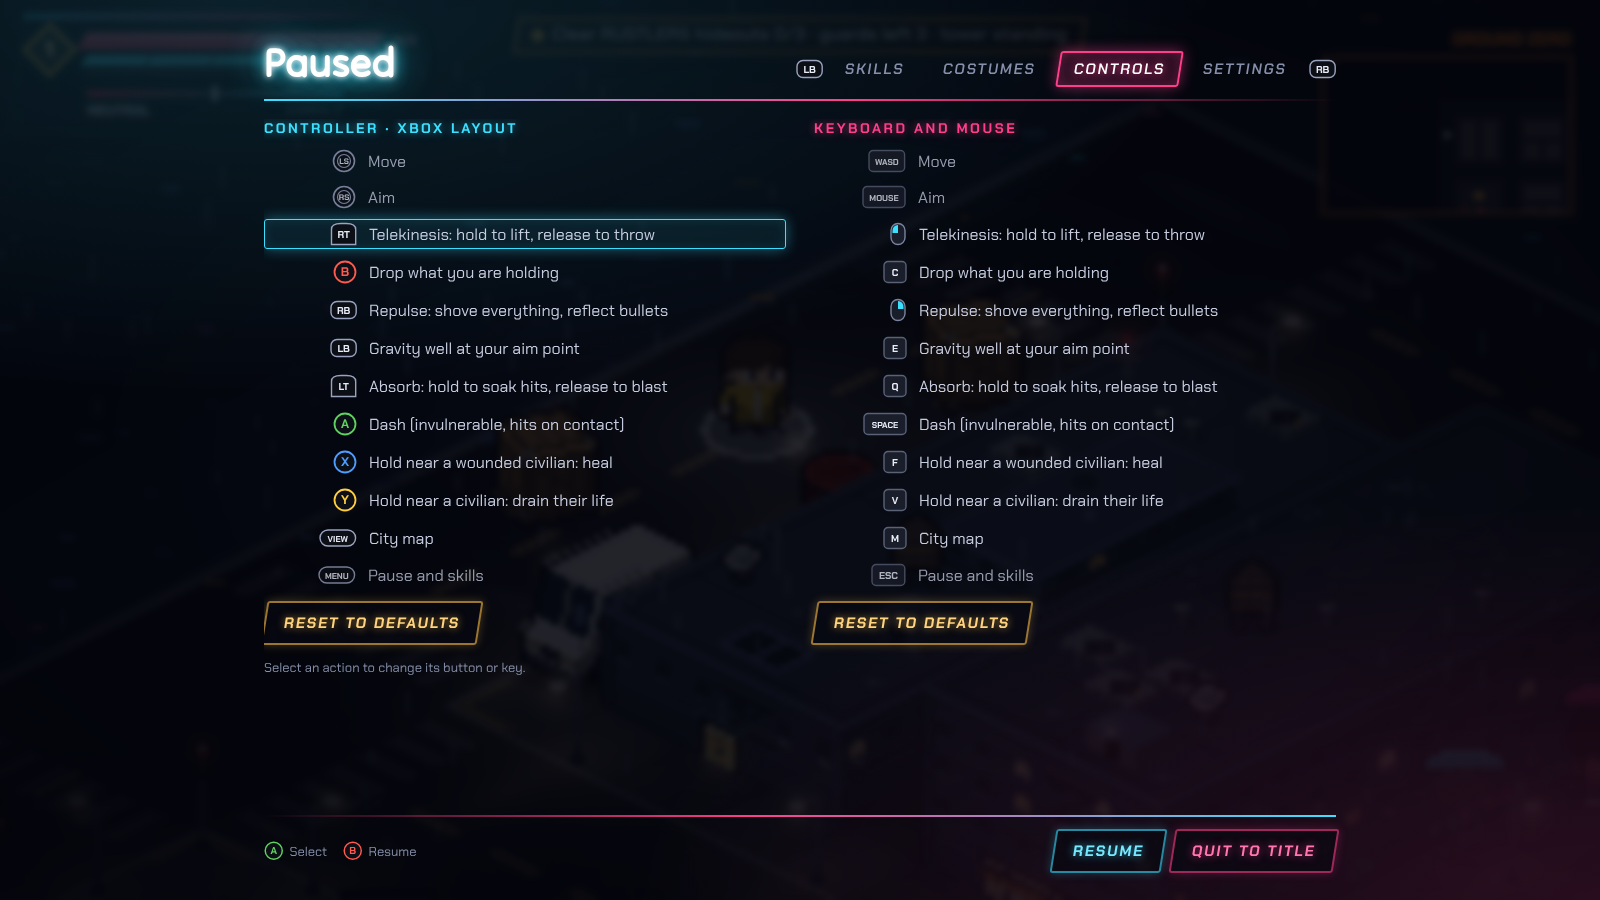 Paused
LB SKILLS COSTUMES CONTROLS SETTINGS RB
CONTROLLER · XBOX LAYOUT
LS Move
RS Aim
RT Telekinesis: hold to lift, release to throw
B Drop what you are holding
RB Repulse: shove everything, reflect bullets
LB Gravity well at your aim point
LT Absorb: hold to soak hits, release to blast
A Dash (invulnerable, hits on contact)
X Hold near a wounded civilian: heal
Y Hold near a civilian: drain their life
VIEW City map
MENU Pause and skills
RESET TO DEFAULTS
Select an action to change its button or key.
KEYBOARD AND MOUSE
WASD Move
MOUSE Aim
Telekinesis: hold to lift, release to throw
C Drop what you are holding
Repulse: shove everything, reflect bullets
E Gravity well at your aim point
Q Absorb: hold to soak hits, release to blast
SPACE Dash (invulnerable, hits on contact)
F Hold near a wounded civilian: heal
V Hold near a civilian: drain their life
M City map
ESC Pause and skills
RESET TO DEFAULTS
A Select B Resume
RESUME QUIT TO TITLE